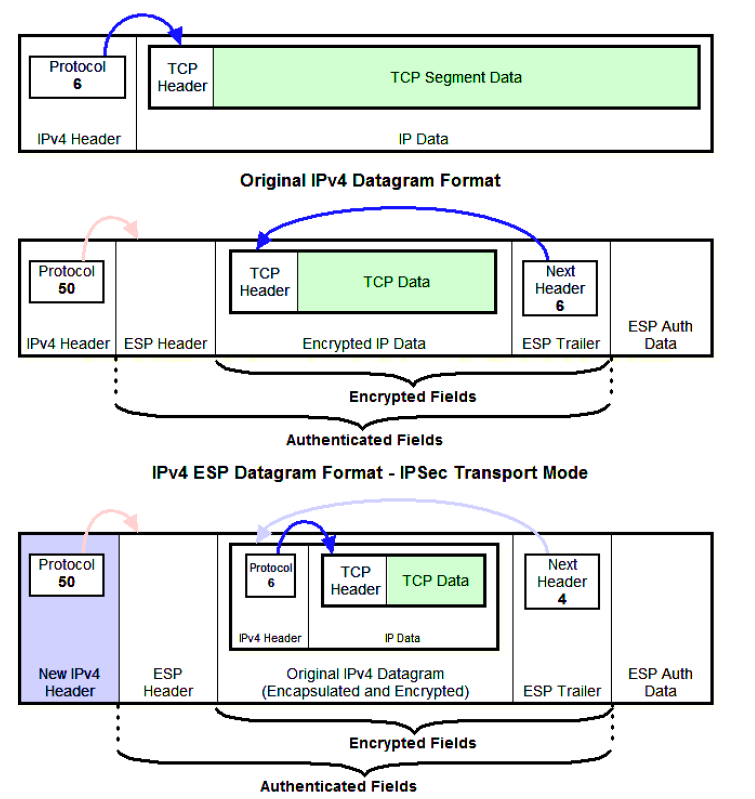 Protocol
6
TCP
Header
TCP Segment Data
IPv4 Header
IP Data
Original IPv4 Datagram Format
Protocol
50
TCP
Header
TCP Data
Next
Header
6
IPv4 Header
ESP Header
Encrypted IP Data
ESP Trailer
ESP Auth
Data
Encrypted Fields
Authenticated Fields
IPv4 ESP Datagram Format - IPSec Transport Mode
Protocol
50
Protocol
6
TCP
Header
TCP Data
Next
Header
4
IPv4 Header
IP Data
New IPv4
Header
ESP
Header
Original IPv4 Datagram
(Encapsulated and Encrypted)
ESP Trailer
ESP Auth
Data
Encrypted Fields
Authenticated Fields